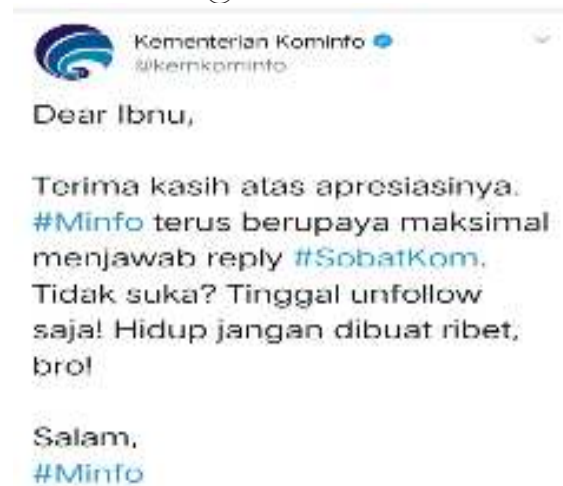 Kementerian Kominfo
@kemkominfo
Dear Ibnu,
Terima kasih atas apresiasinya.
#Minfo terus berupaya maksimal
menjawab reply #SobatKom.
Tidak suka? Tinggal unfollow
saja! Hidup jangan dibuat ribet,
bro!
Salam,
#Minfo